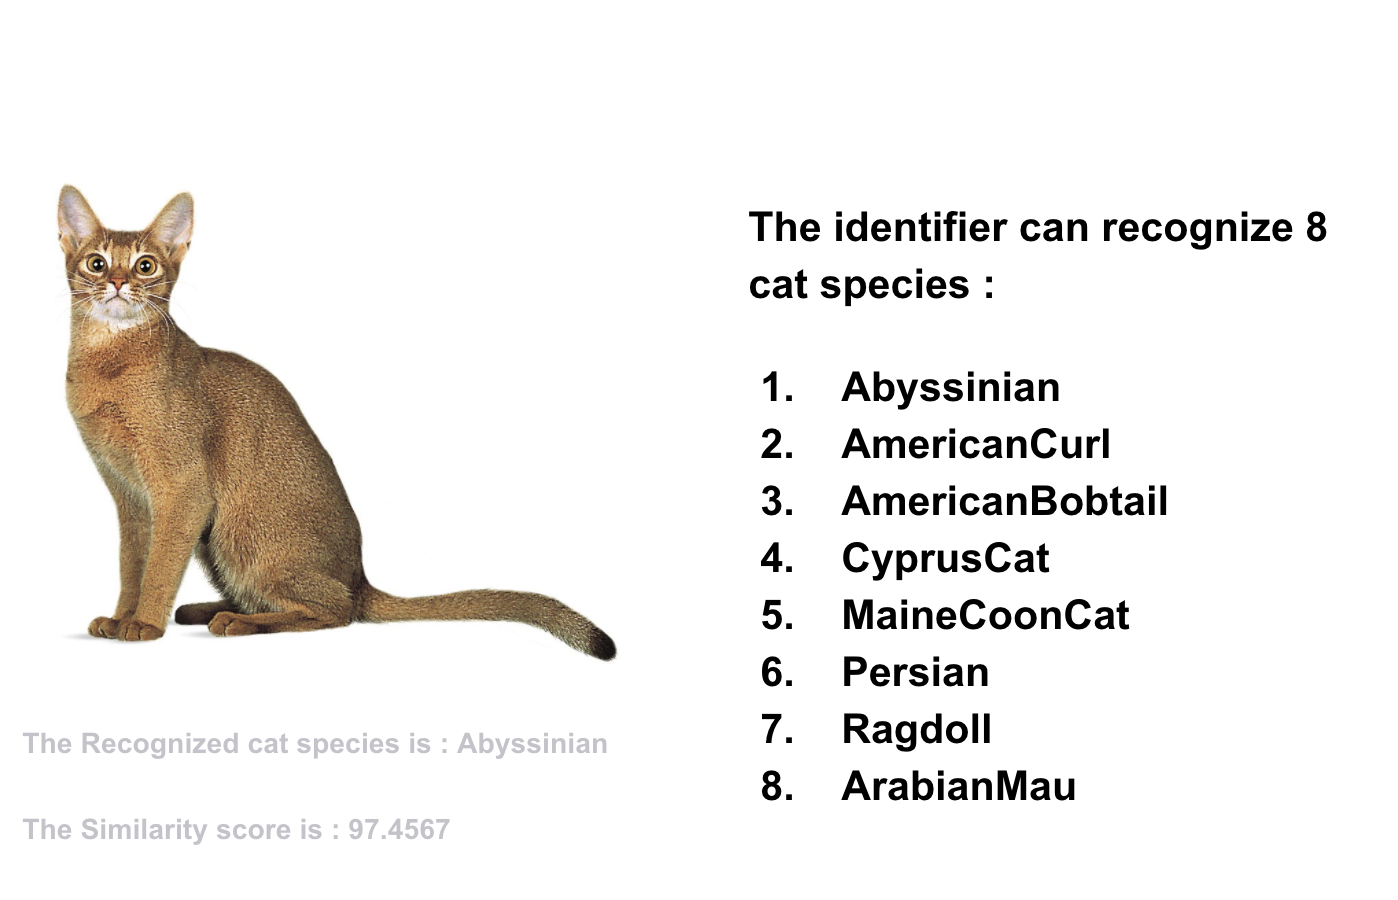 The identifier can recognize 8
cat species :
1. Abyssinian
2. AmericanCurl
3. AmericanBobtail
4. CyprusCat
5. MaineCoonCat
6. Persian
7. Ragdoll
8. ArabianMau
The Recognized cat species is : Abyssinian
The Similarity score is : 97.4567